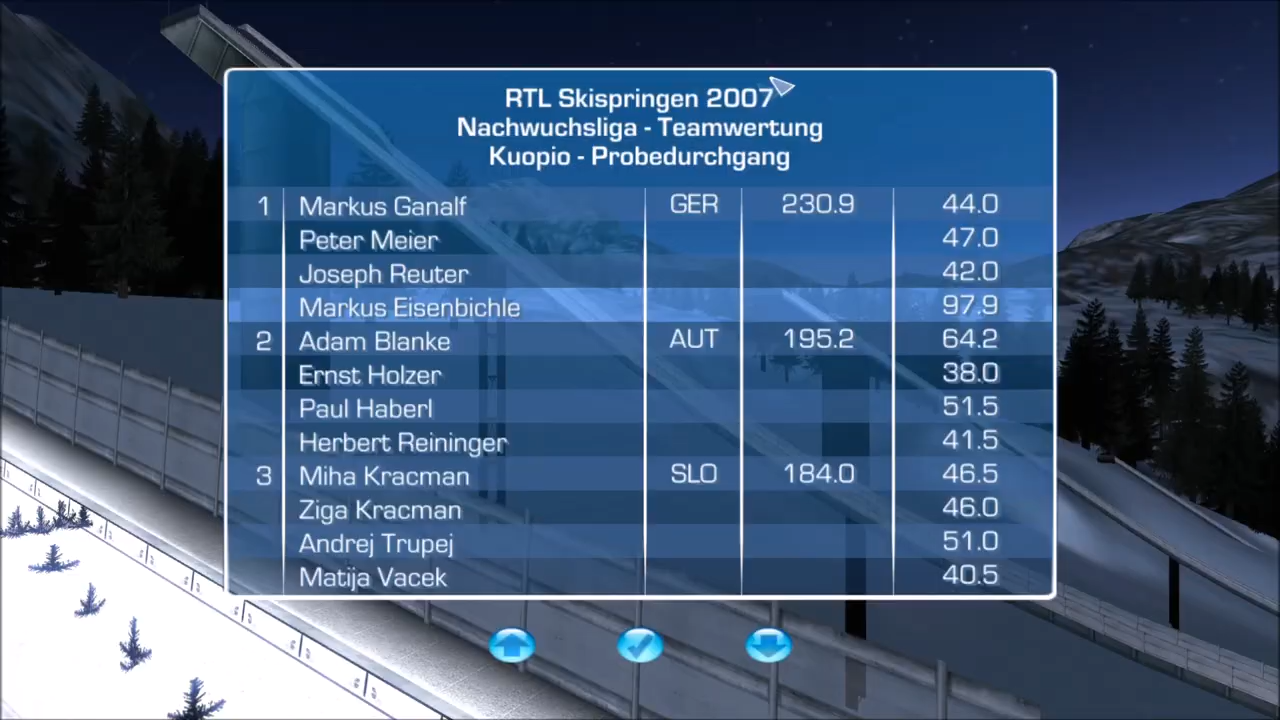 RTL Skispringen 2007
Nachwuchsliga - Teamwertung
Kuopio - Probedurchgang
1 Markus Ganalf GER 230.9 44.0
Peter Meier 47.0
Joseph Reuter 42.0
Markus Eisenbichle 97.9
2 Adam Blanke AUT 195.2 64.2
Ernst Holzer 38.0
Paul Haberl 51.5
Herbert Reininger 41.5
3 Miha Kracman SLO 184.0 46.5
Ziga Kracman 46.0
Andrej Trupej 51.0
Matija Vacek 40.5